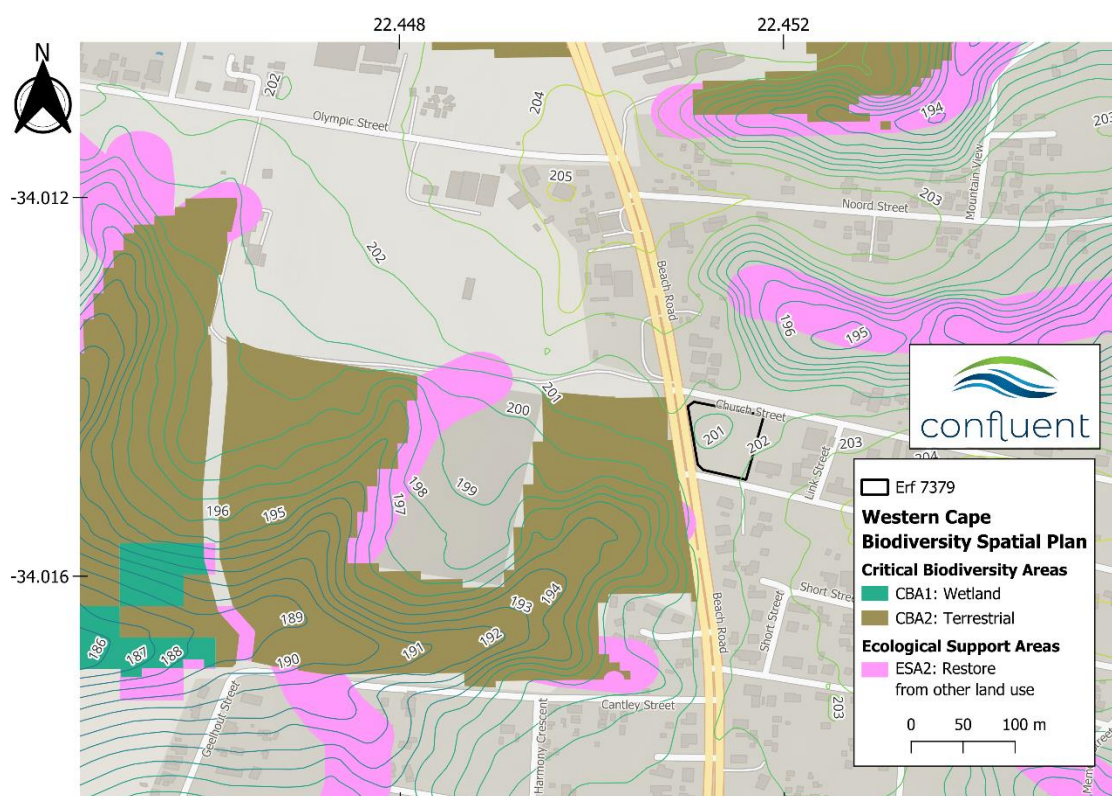 22.448
22.452
N
202
204
194
Olympic Street
203
-34.012
205
Mountain View
Noord Street
203
202
Beach Road
196
195
201
200
Church Street
201
202
confluent
199
198
197
Link Street
203
204
196
195
Erf 7379
Western Cape
Biodiversity Spatial Plan
Critical Biodiversity Areas
CBA1: Wetland
CBA2: Terrestrial
Ecological Support Areas
ESA2: Restore
from other land use
0 50 100 m
-34.016
194
193
Short Stree
189
192
Short Street
Beach Road
186
187
188
190
191
Geelhout Street
Cantley Street
203
Harmony Crescent
Mem